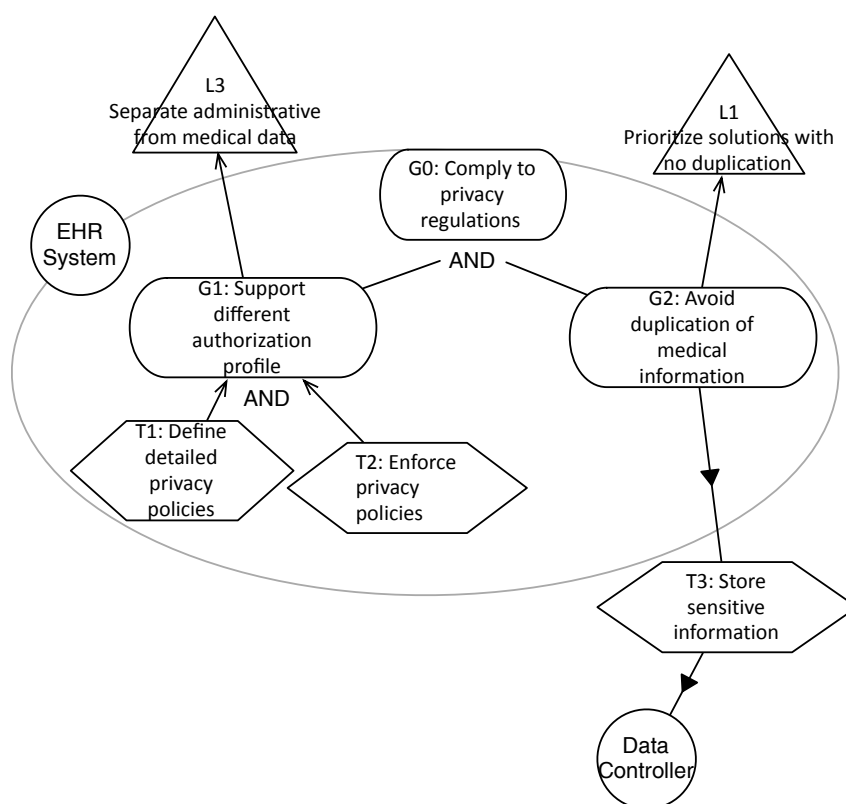 L3
Separate administrative
from medical data
L1
Prioritize solutions with
no duplication
G0: Comply to
privacy
regulations
EHR
System
AND
G1: Support
different
authorization
profile
G2: Avoid
duplication of
medical
information
AND
T1: Define
detailed
privacy
policies
T2: Enforce
privacy
policies
T3: Store
sensitive
information
Data
Controller